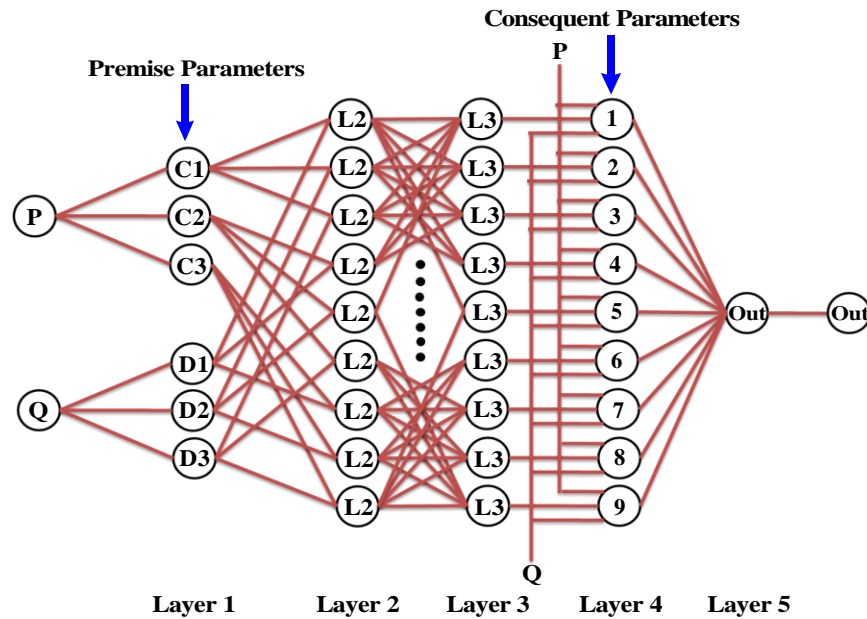 Consequent Parameters
P
Premise Parameters
L2 L3 1
C1 L2 L3 2
P C2 L2 L3 3
C3 L2 L3 4
L2 L3 5 Out Out
D1 L2 L3 6
Q D2 L2 L3 7
D3 L2 L3 8
L2 L3 9
Q
Layer 1 Layer 2 Layer 3 Layer 4 Layer 5